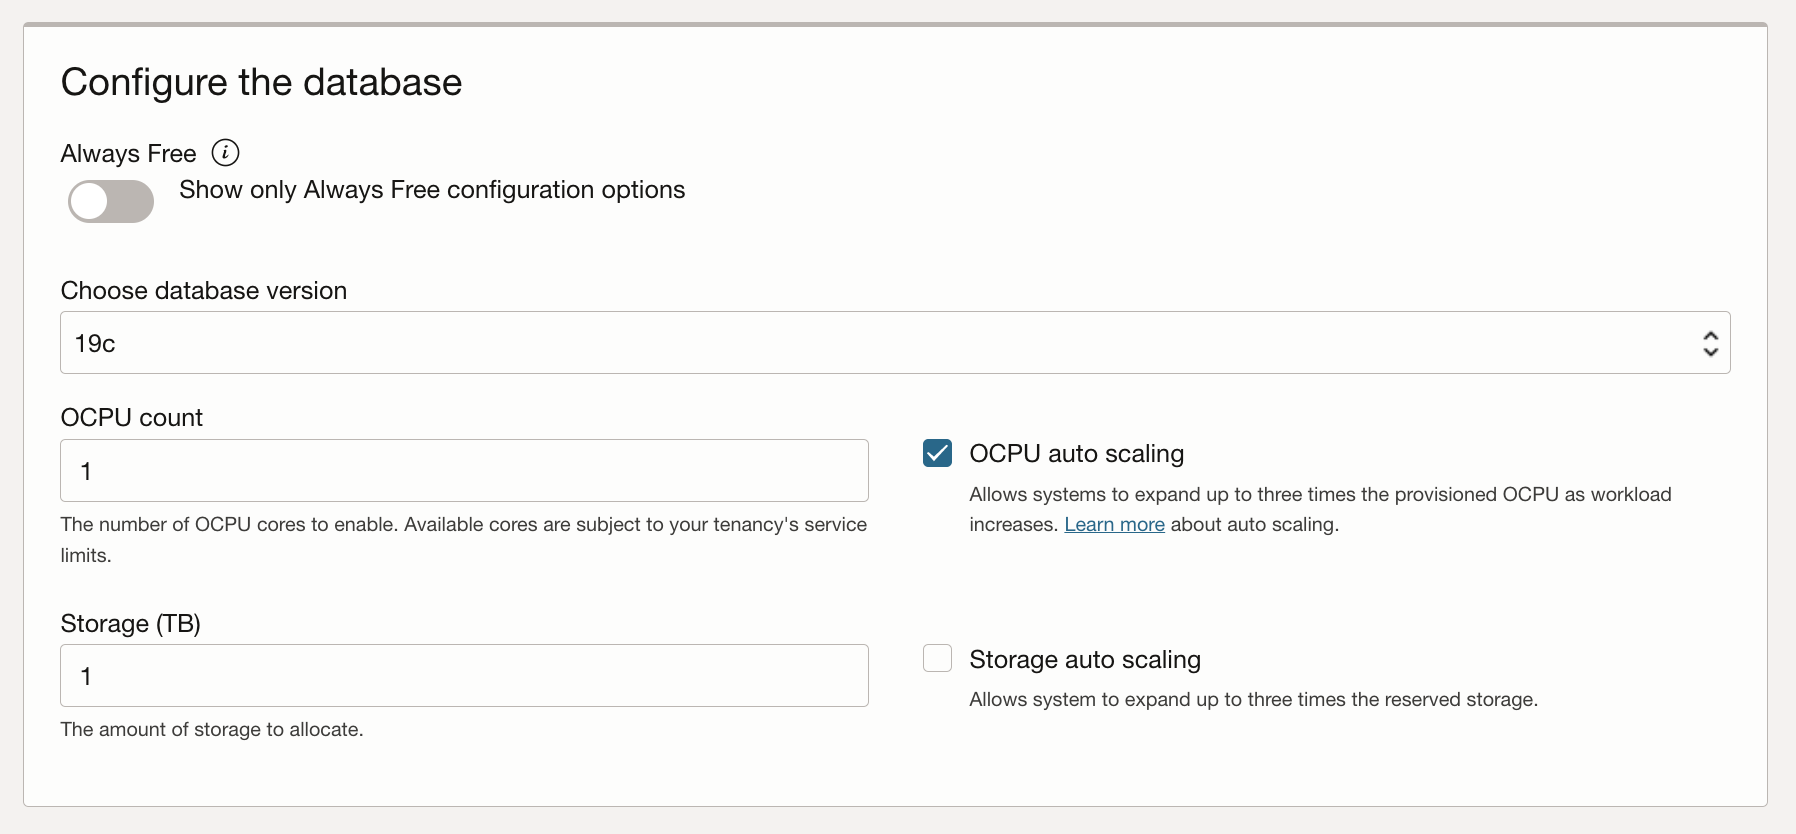 Configure the database
Always Free i
Show only Always Free configuration options
Choose database version
19c
OCPU count
1
The number of OCPU cores to enable. Available cores are subject to your tenancy's service
limits.
OCPU auto scaling
Allows systems to expand up to three times the provisioned OCPU as workload
increases. Learn more about auto scaling.
Storage (TB)
1
The amount of storage to allocate.
Storage auto scaling
Allows system to expand up to three times the reserved storage.